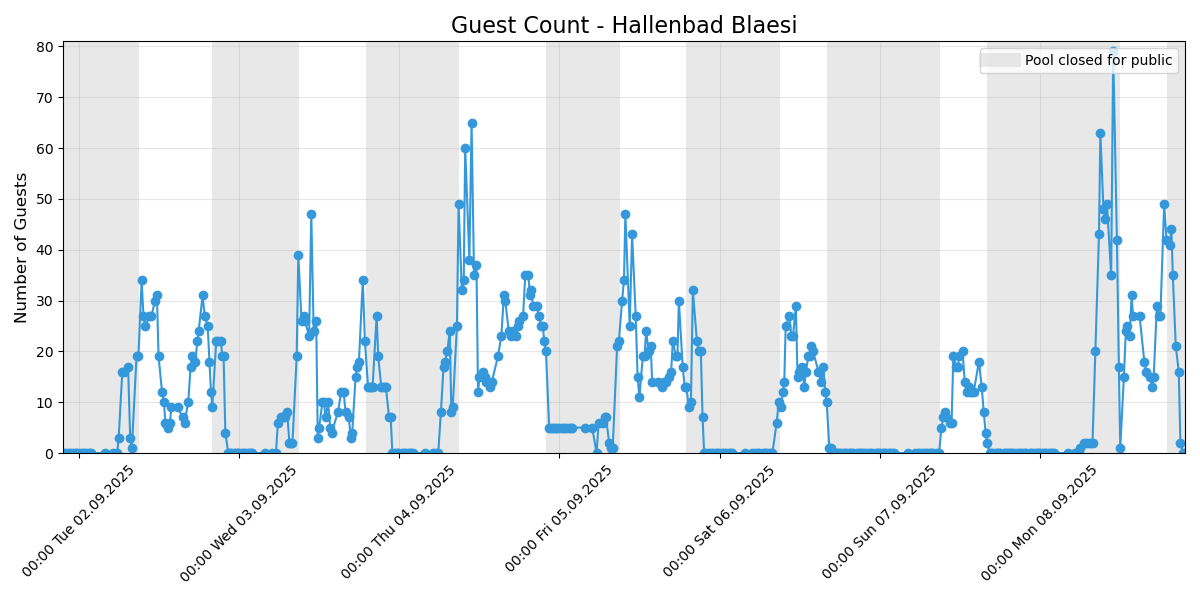 Guest Count - Hallenbad Blaesi
Pool closed for public
Number of Guests
80
70
60
50
40
30
20
10
0
00:00 Tue 02.09.2025
00:00 Wed 03.09.2025
00:00 Thu 04.09.2025
00:00 Fri 05.09.2025
00:00 Sat 06.09.2025
00:00 Sun 07.09.2025
00:00 Mon 08.09.2025